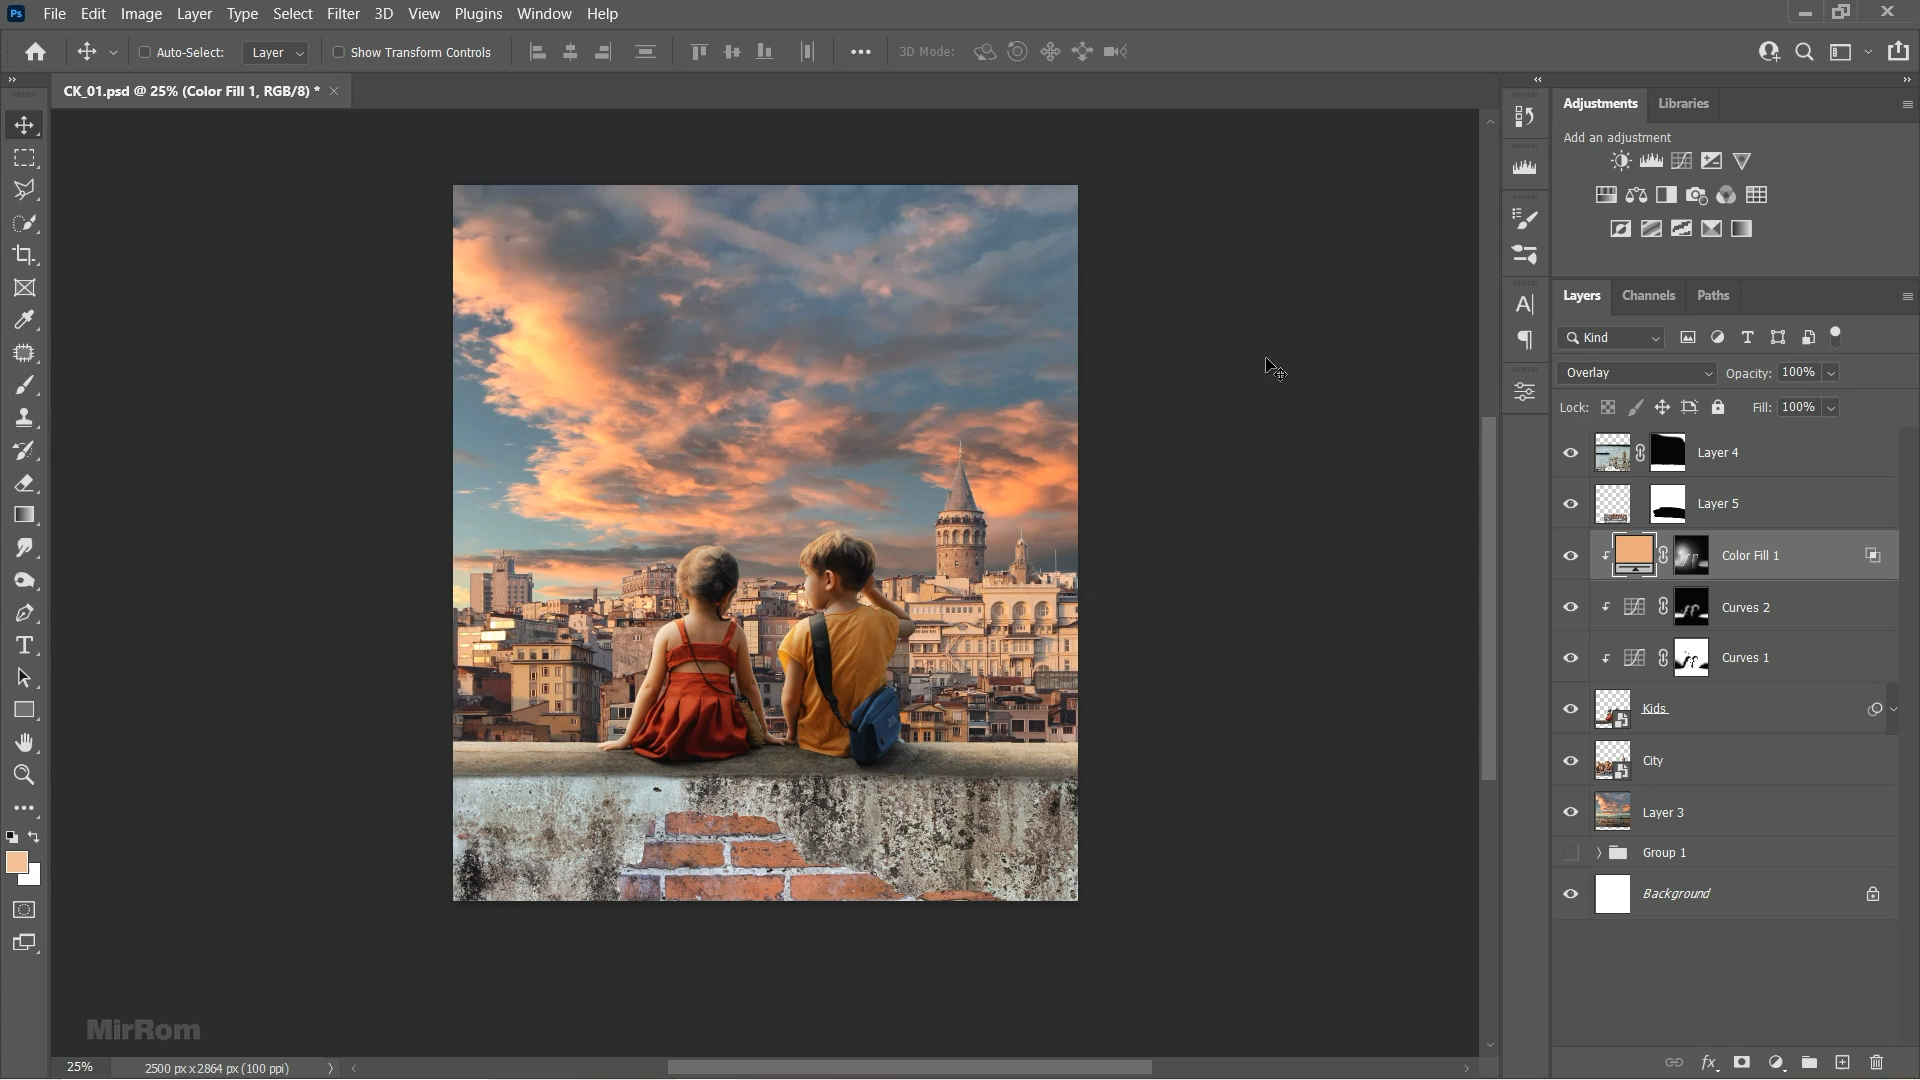 Ps File Edit Image Layer Type Select Filter 3D View Plugins Window Help
Auto-Select: Layer Show Transform Controls 3D Mode:
CK_01.psd @ 25% (Color Fill 1, RGB/8) *
Adjustments Libraries
Add an adjustment
Layers Channels Paths
Kind
Overlay Opacity: 100%
Lock: Fill: 100%
Layer 4
Layer 5
Color Fill 1
Curves 2
Curves 1
Kids
City
Layer 3
Group 1
Background
MirRom
25% 2500 px x 2864 px (100 ppi)
fx